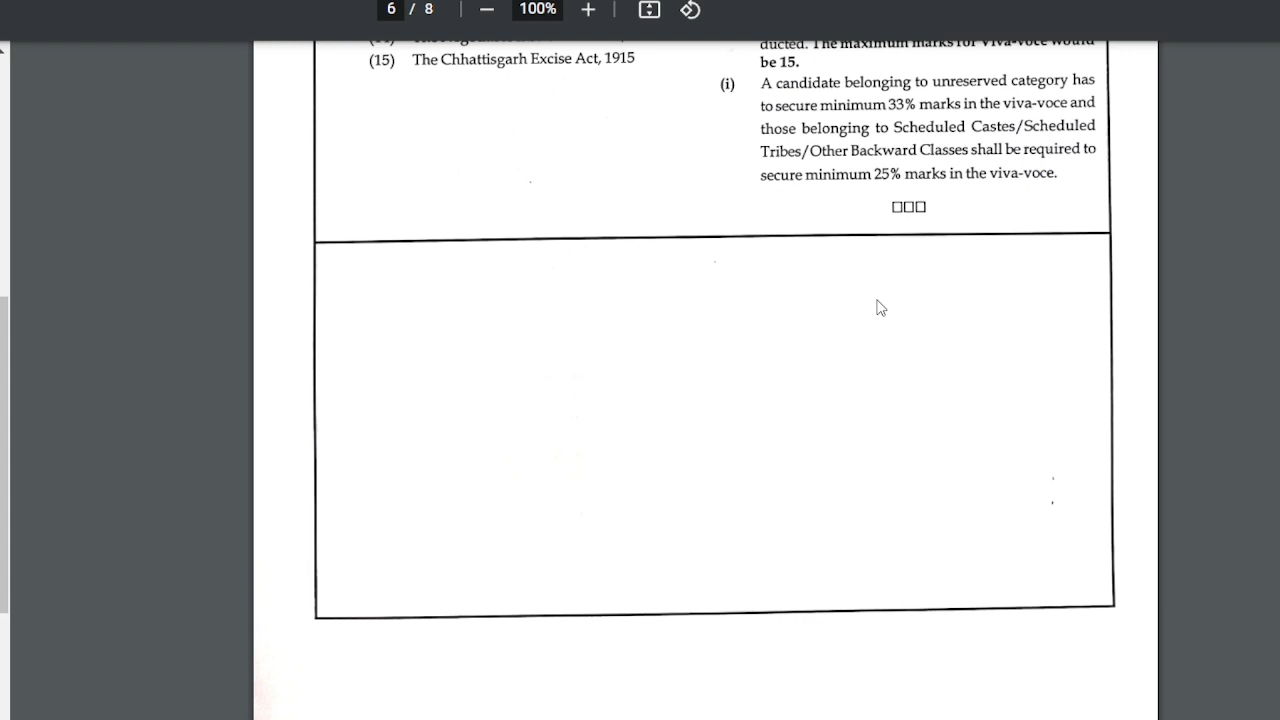 6 / 8 100%
(15) The Chhattisgarh Excise Act, 1915
ducted. The maximum marks for Viva-voce would
be 15.
(i) A candidate belonging to unreserved category has
to secure minimum 33% marks in the viva-voce and
those belonging to Scheduled Castes/Scheduled
Tribes/Other Backward Classes shall be required to
secure minimum 25% marks in the viva-voce.